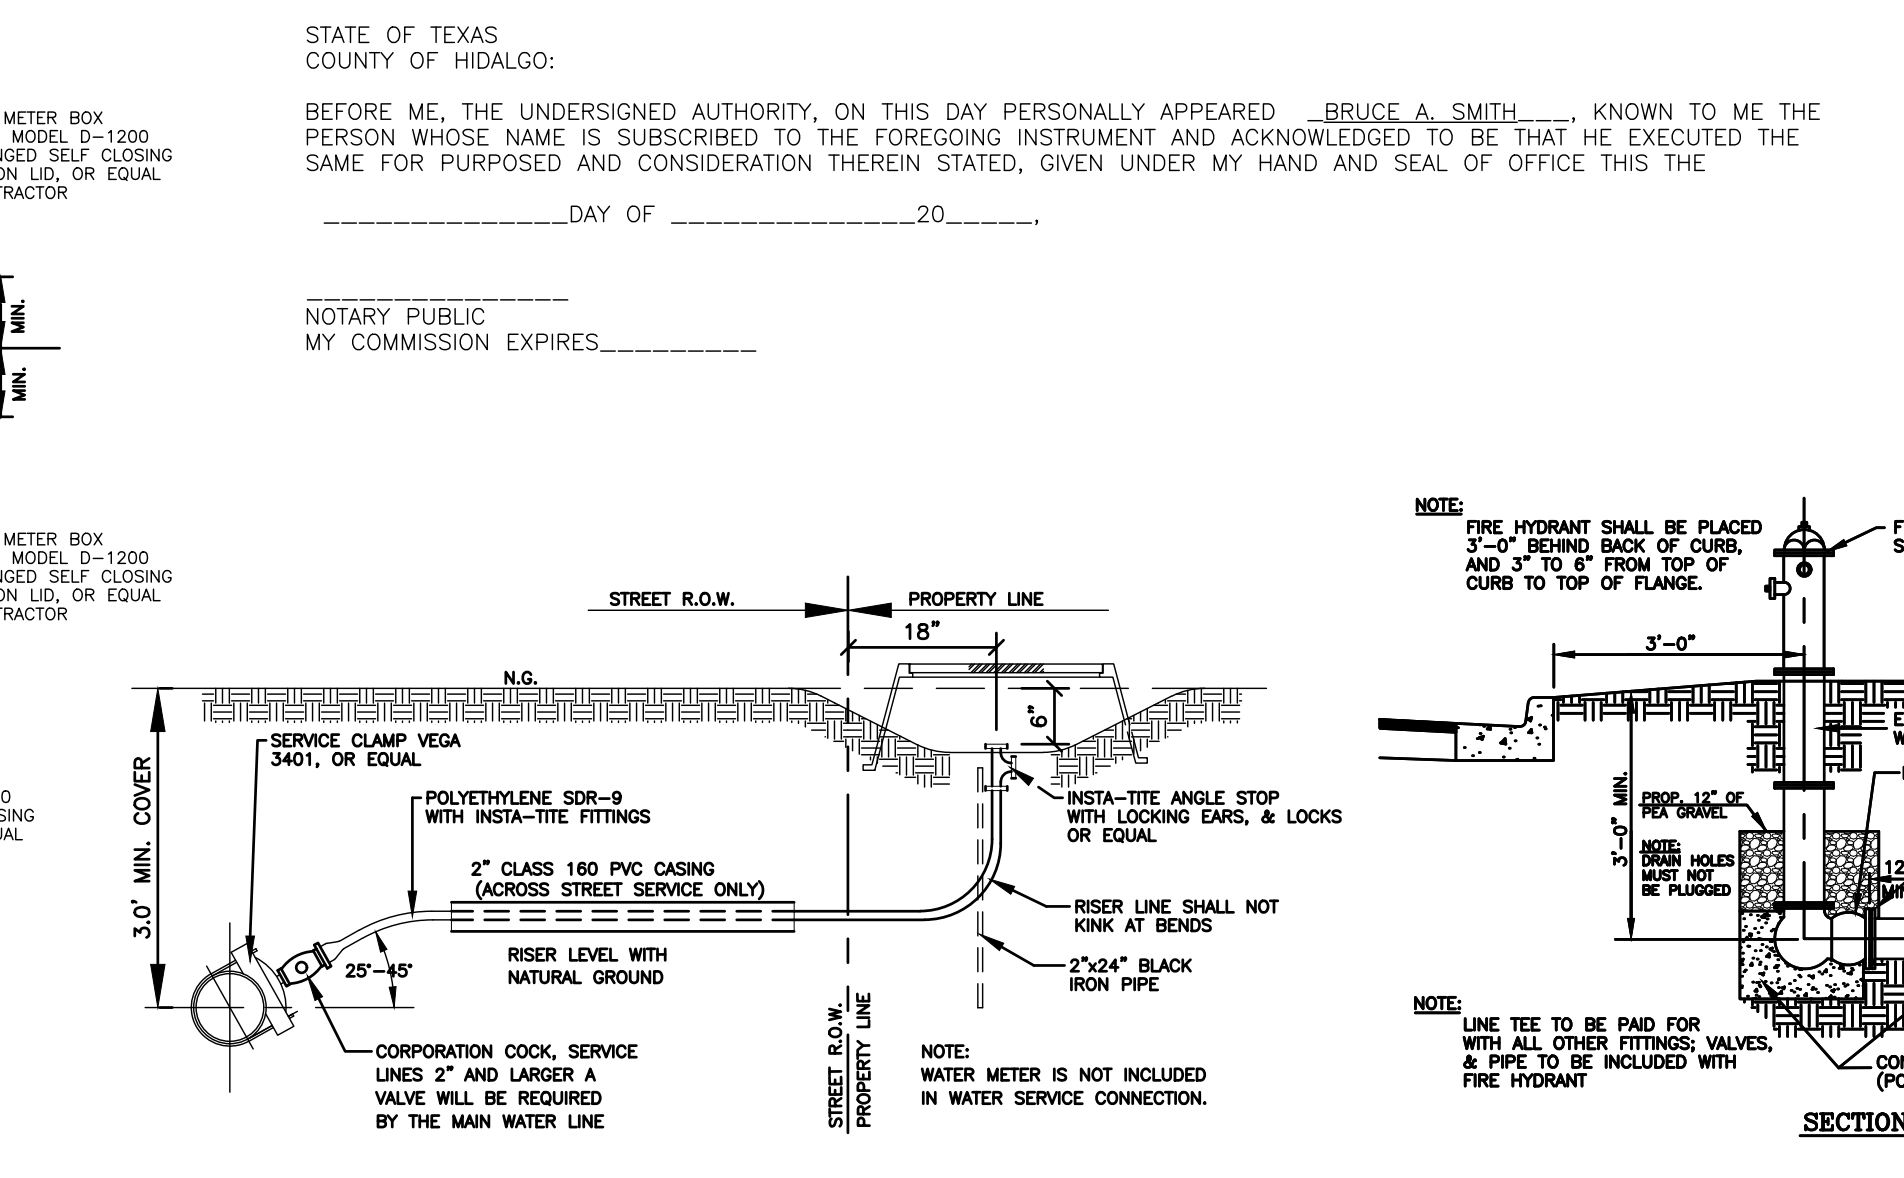 STATE OF TEXAS
COUNTY OF HIDALGO:
BEFORE ME, THE UNDERSIGNED AUTHORITY, ON THIS DAY PERSONALLY APPEARED _BRUCE A. SMITH___, KNOWN TO ME THE
PERSON WHOSE NAME IS SUBSCRIBED TO THE FOREGOING INSTRUMENT AND ACKNOWLEDGED TO BE THAT HE EXECUTED THE
SAME FOR PURPOSED AND CONSIDERATION THEREIN STATED, GIVEN UNDER MY HAND AND SEAL OF OFFICE THIS THE
______________DAY OF ______________20_____,
_______________
NOTARY PUBLIC
MY COMMISSION EXPIRES_________
METER BOX
MODEL D-1200
SELF CLOSING
LID, OR EQUAL
MIN.
MIN.
METER BOX
MODEL D-1200
SELF CLOSING
LID, OR EQUAL
STREET R.O.W.
PROPERTY LINE
18"
N.G.
6"
3.0' MIN. COVER
SERVICE CLAMP VEGA
3401, OR EQUAL
POLYETHYLENE SDR-9
WITH INSTA-TITE FITTINGS
2" CLASS 160 PVC CASING
(ACROSS STREET SERVICE ONLY)
RISER LEVEL WITH
NATURAL GROUND
25°-45°
CORPORATION COCK, SERVICE
LINES 2" AND LARGER A
VALVE WILL BE REQUIRED
BY THE MAIN WATER LINE
STREET R.O.W.
PROPERTY LINE
INSTA-TITE ANGLE STOP
WITH LOCKING EARS, & LOCKS
OR EQUAL
RISER LINE SHALL NOT
KINK AT BENDS
2"x24" BLACK
IRON PIPE
NOTE:
WATER METER IS NOT INCLUDED
IN WATER SERVICE CONNECTION.
NOTE:
FIRE HYDRANT SHALL BE PLACED
3'-0" BEHIND BACK OF CURB,
AND 3" TO 6" FROM TOP OF
CURB TO TOP OF FLANGE.
3'-0"
3'-0" MIN.
PROP. 12" OF
PEA GRAVEL
NOTE:
DRAIN HOLES
MUST NOT
BE PLUGGED
NOTE:
LINE TEE TO BE PAID FOR
WITH ALL OTHER FITTINGS; VALVES,
& PIPE TO BE INCLUDED WITH
FIRE HYDRANT
SECTION